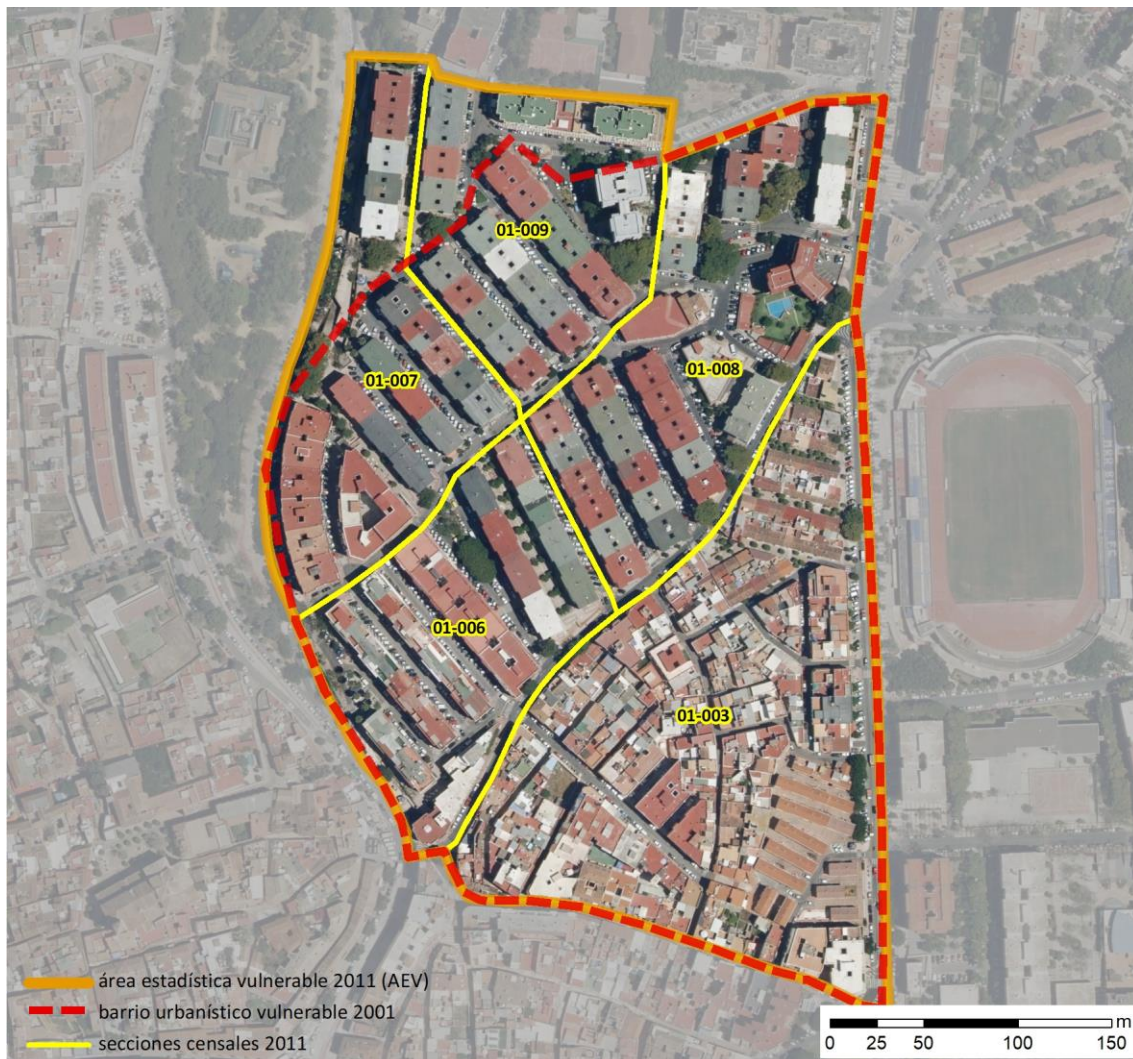 01-009
01-007
01-008
01-006
01-003
área estadística vulnerable 2011 (AEV)
barrio urbanístico vulnerable 2001
secciones censales 2011
m
0 25 50 100 150